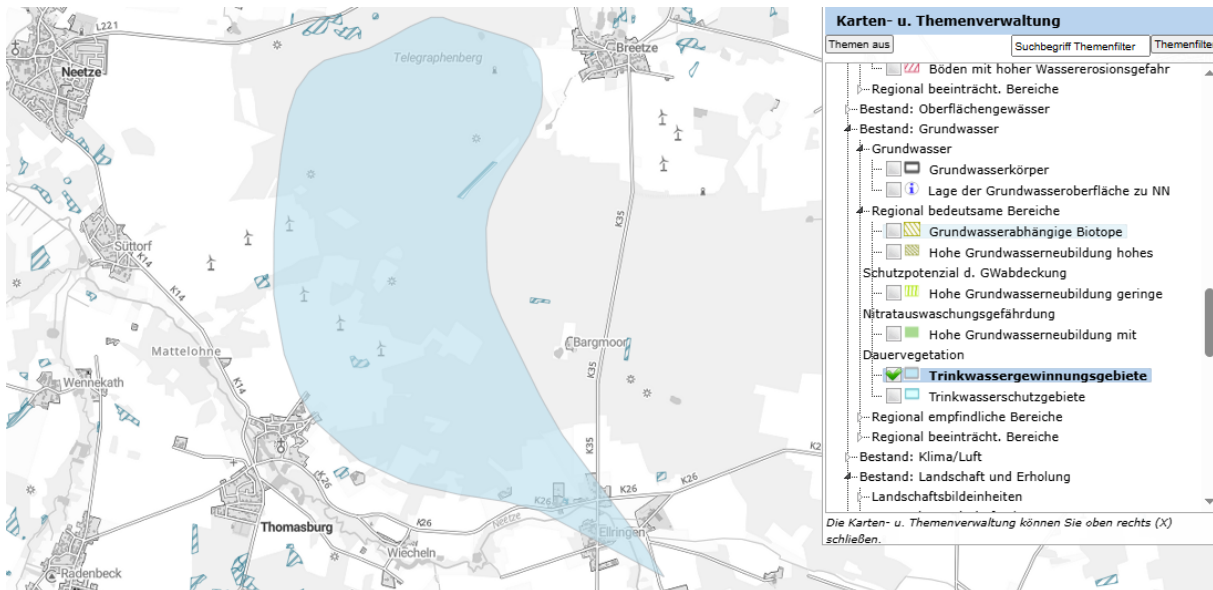 L221
Neetze
Telegraphenberg
Breetze
K35
Süttorf
K14
K14
Mattelohne
Bargmoor
K35
Wennekath
K14
K35
K2
K26
K26
K26
K26
Neetze
Thomasburg
Ellringen
Wiecheln
Radenbeck
Karten- u. Themenverwaltung
Themen aus
Suchbegriff Themenfilter
Themenfilte
Böden mit hoher Wassererosionsgefahr
Regional beeinträcht. Bereiche
Bestand: Oberflächengewässer
Bestand: Grundwasser
Grundwasser
Grundwasserkörper
Lage der Grundwasseroberfläche zu NN
Regional bedeutsame Bereiche
Grundwasserabhängige Biotope
Hohe Grundwasserneubildung hohes
Schutzpotenzial d. GWabdeckung
Hohe Grundwasserneubildung geringe
Nitratauswaschungsgefährdung
Hohe Grundwasserneubildung mit
Dauervegetation
Trinkwassergewinnungsgebiete
Trinkwasserschutzgebiete
Regional empfindliche Bereiche
Regional beeinträcht. Bereiche
Bestand: Klima/Luft
Bestand: Landschaft und Erholung
Landschaftsbildeinheiten
Die Karten- u. Themenverwaltung können Sie oben rechts (X)
schließen.